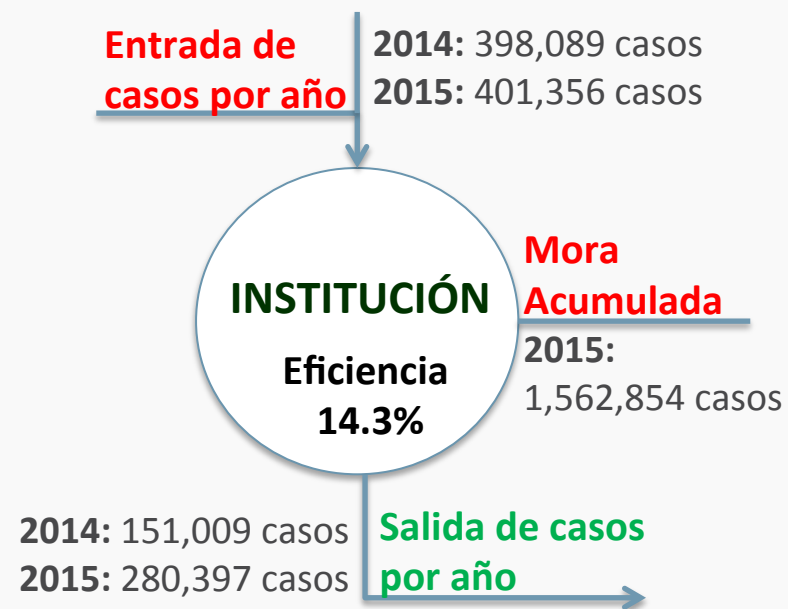 Entrada de
casos por año
2014: 398,089 casos
2015: 401,356 casos
INSTITUCIÓN
Eficiencia
14.3%
Mora
Acumulada
2015:
1,562,854 casos
2014: 151,009 casos
2015: 280,397 casos
Salida de casos
por año